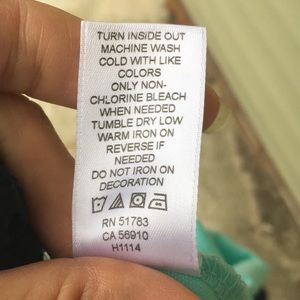 TURN INSIDE OUT
MACHINE WASH
COLD WITH LIKE
COLORS
ONLY NON-
CHLORINE BLEACH
WHEN NEEDED
TUMBLE DRY LOW
WARM IRON ON
REVERSE IF
NEEDED
DO NOT IRON ON
DECORATION
RN 51783
CA 56910
H1114